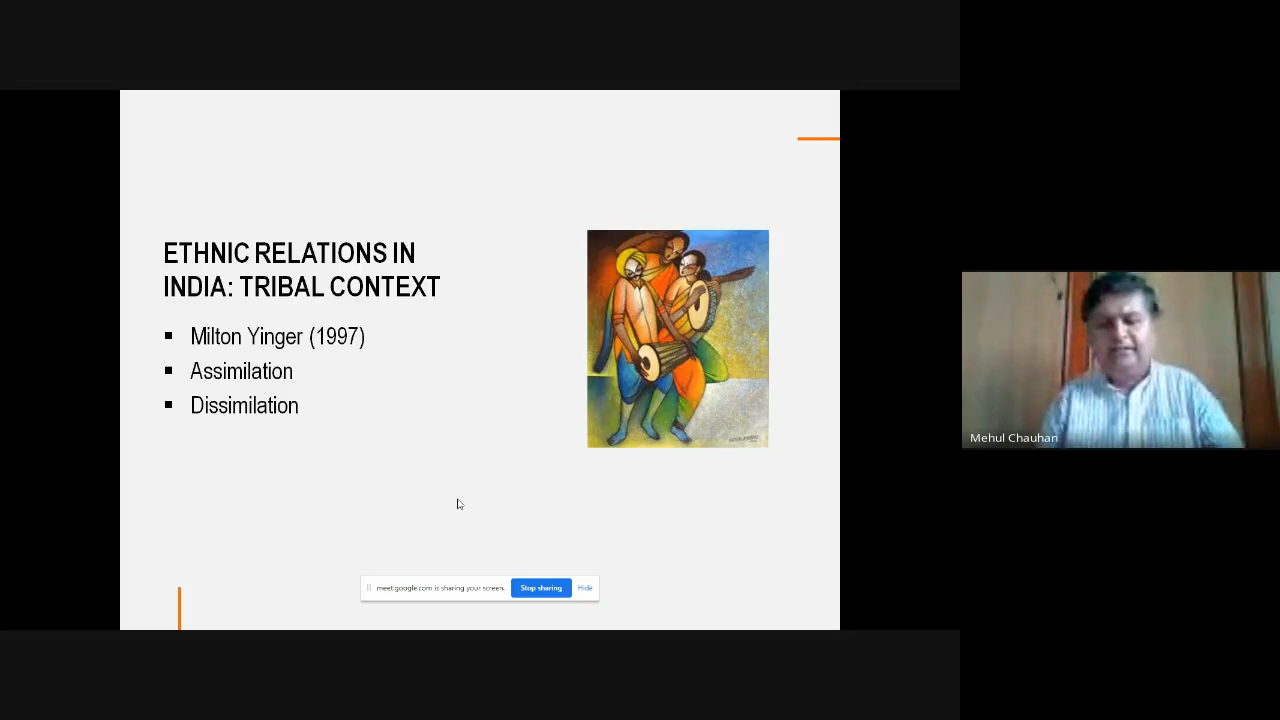 ETHNIC RELATIONS IN
INDIA: TRIBAL CONTEXT
▪ Milton Yinger (1997)
▪ Assimilation
▪ Dissimilation
meet.google.com is sharing your screen.
Stop sharing
Hide
Mehul Chauhan